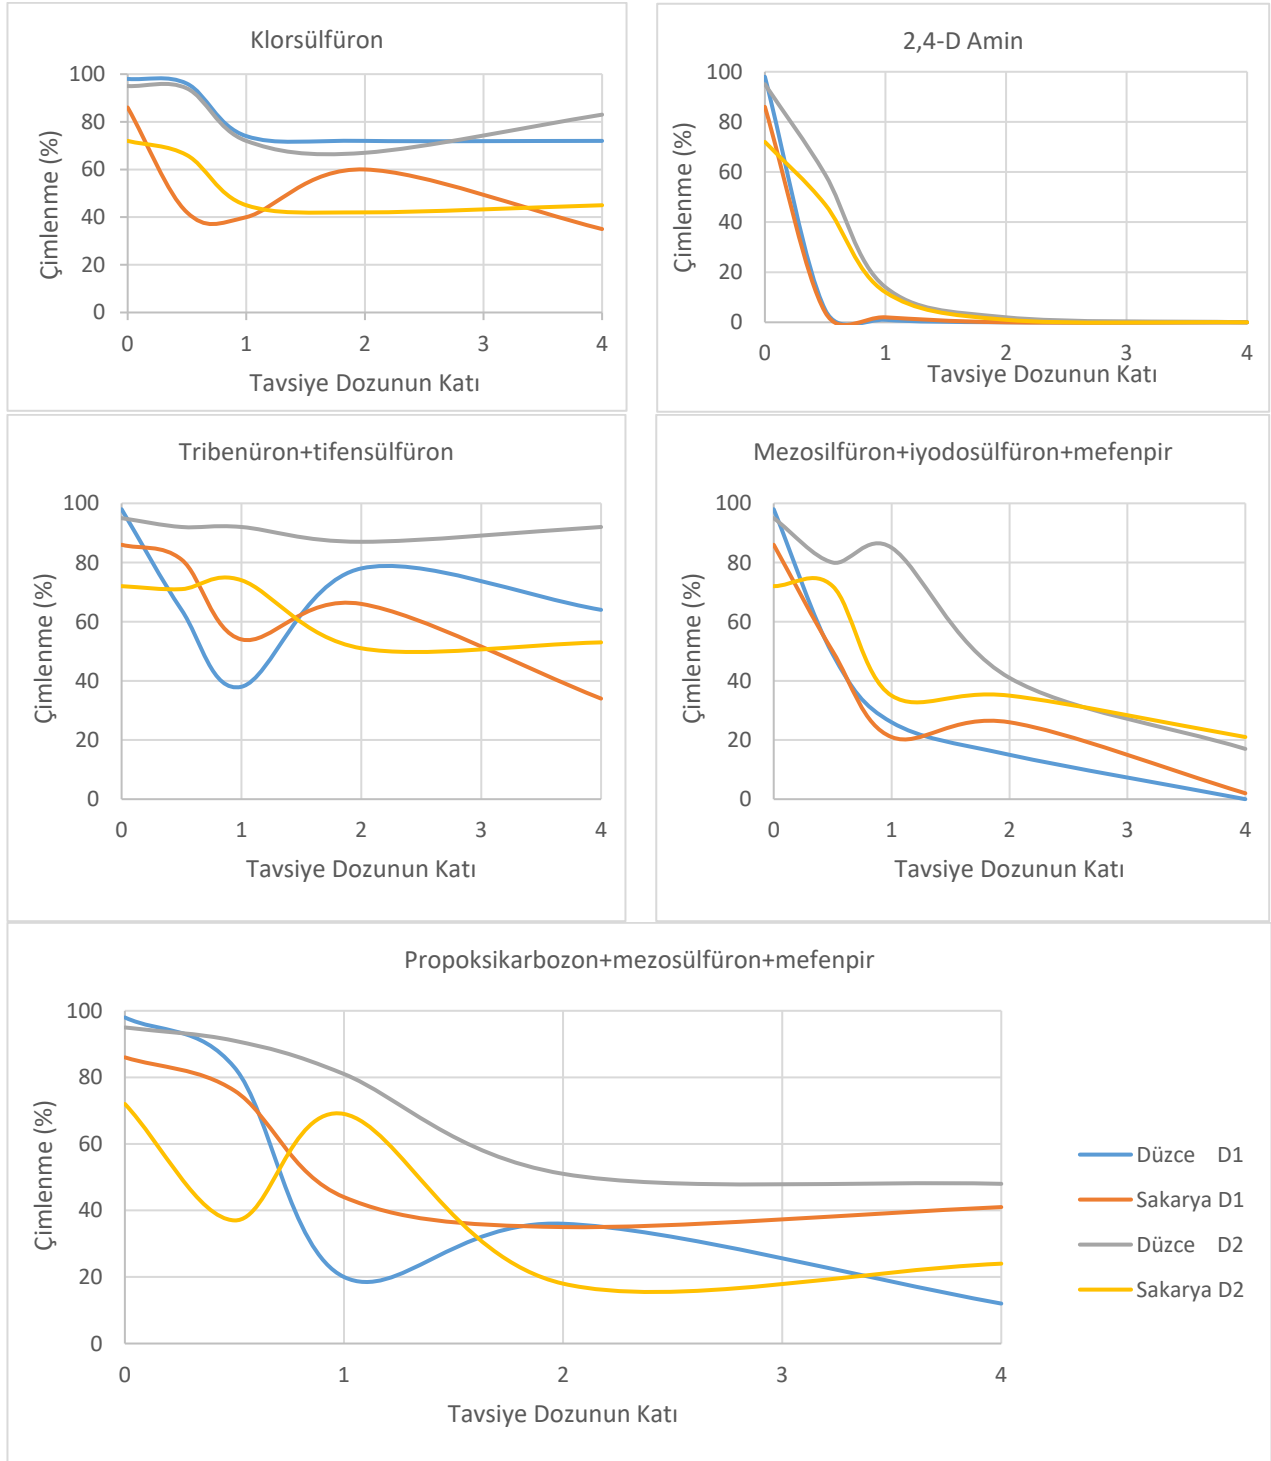 Klorsülfüron
100
80
60
40
20
0
Çimlenme (%)
0 1 2 3 4
Tavsiye Dozunun Katı
2,4-D Amin
100
80
60
40
20
0
Çimlenme (%)
0 1 2 3 4
Tavsiye Dozunun Katı
Tribenüron+tifensülfüron
100
80
60
40
20
0
Çimlenme (%)
0 1 2 3 4
Tavsiye Dozunun Katı
Mezosilfüron+iyodosülfüron+mefenpir
100
80
60
40
20
0
Çimlenme (%)
0 1 2 3 4
Tavsiye Dozunun Katı
Propoksikarbozon+mezosülfüron+mefenpir
100
80
60
40
20
0
Çimlenme (%)
0 1 2 3 4
Tavsiye Dozunun Katı
Düzce D1
Sakarya D1
Düzce D2
Sakarya D2